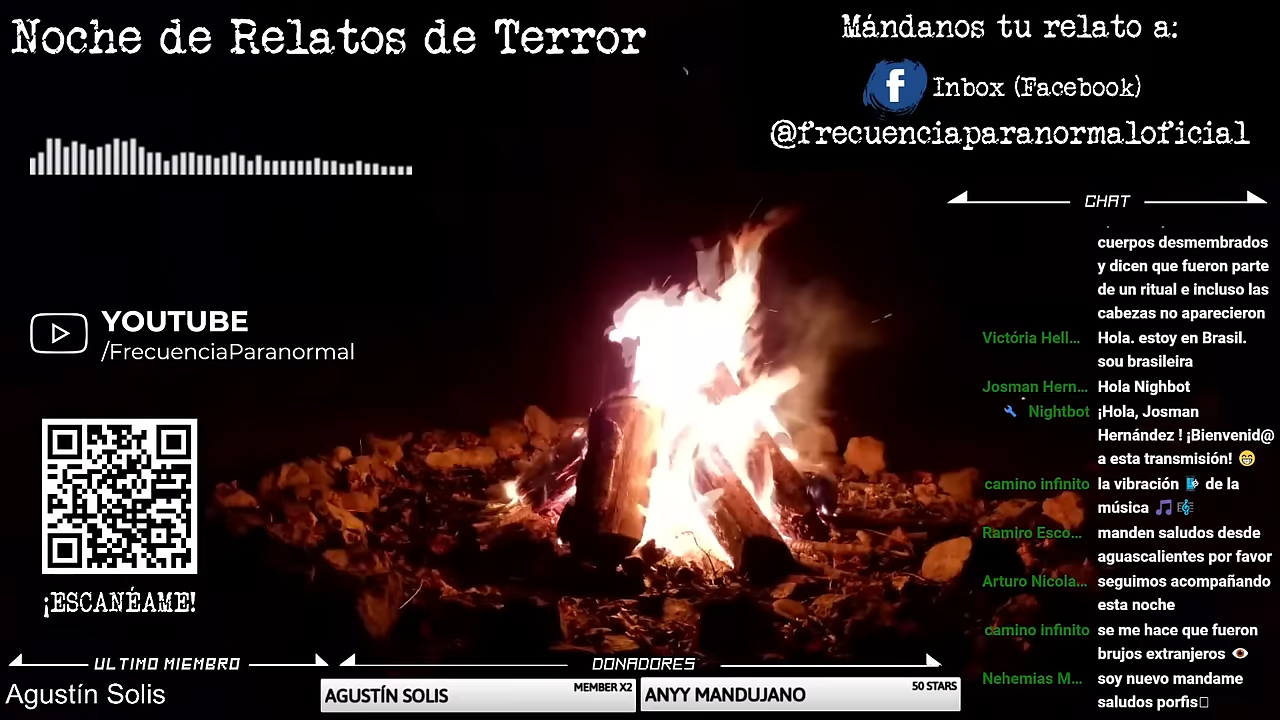 Noche de Relatos de Terror
Mándanos tu relato a:
Inbox (Facebook)
@frecuenciaparanormaloficial
CHAT
cuerpos desmembrados
y dicen que fueron parte
de un ritual e incluso las
cabezas no aparecieron
Victória Hell... Hola. estoy en Brasil.
sou brasileira
Josman Hern... Hola Nighbot
Nightbot ¡Hola, Josman
Hernández ! ¡Bienvenid@
a esta transmisión! 😁
camino infinito la vibración 📳 de la
música 🎵 🎼
Ramiro Esco... manden saludos desde
aguascalientes por favor
Arturo Nicola... seguimos acompañando
esta noche
camino infinito se me hace que fueron
brujos extranjeros 👁️
Nehemias M... soy nuevo mandame
saludos porfis
YOUTUBE
/FrecuenciaParanormal
¡ESCANÉAME!
ULTIMO MIEMBRO
Agustín Solis
DONADORES
AGUSTÍN SOLIS MEMBER X2
ANYY MANDUJANO 50 STARS